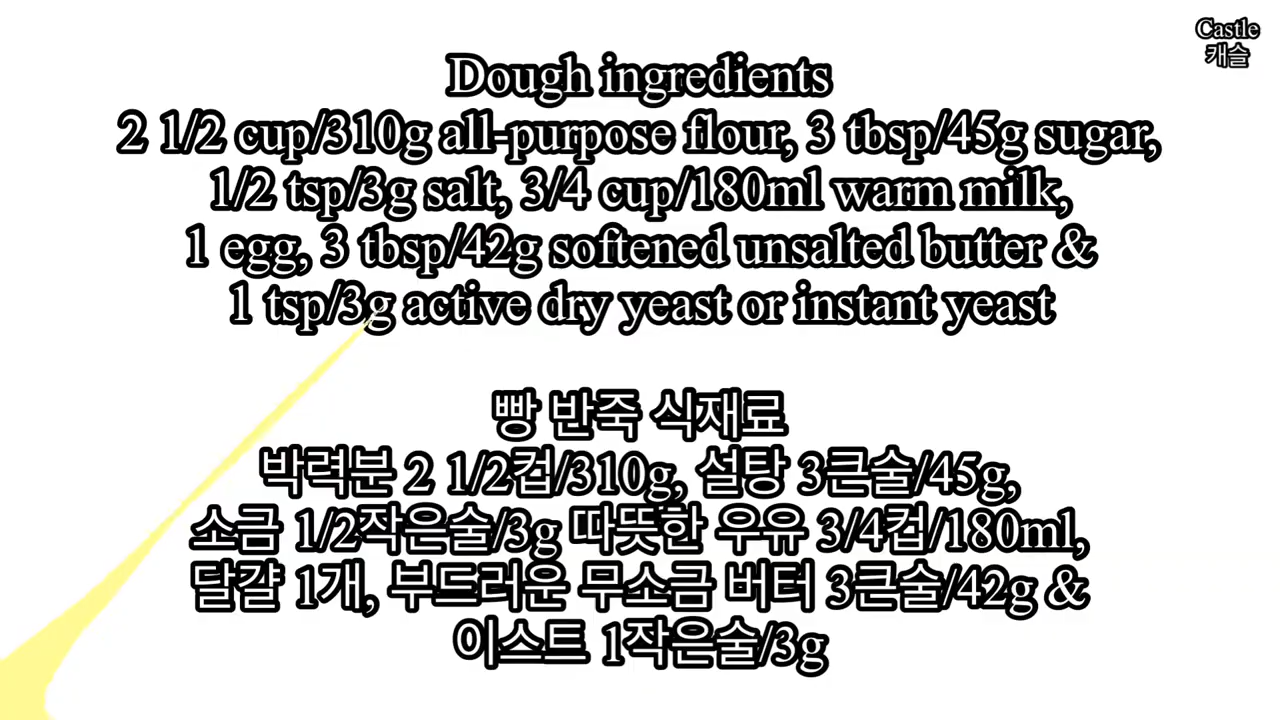 Castle
캐슬
Dough ingredients
2 1/2 cup/310g all-purpose flour, 3 tbsp/45g sugar,
1/2 tsp/3g salt, 3/4 cup/180ml warm milk,
1 egg, 3 tbsp/42g softened unsalted butter &
1 tsp/3g active dry yeast or instant yeast
빵 반죽 식재료
박력분 2 1/2컵/310g, 설탕 3큰술/45g,
소금 1/2작은술/3g 따뜻한 우유 3/4컵/180ml,
달걀 1개, 부드러운 무소금 버터 3큰술/42g &
이스트 1작은술/3g